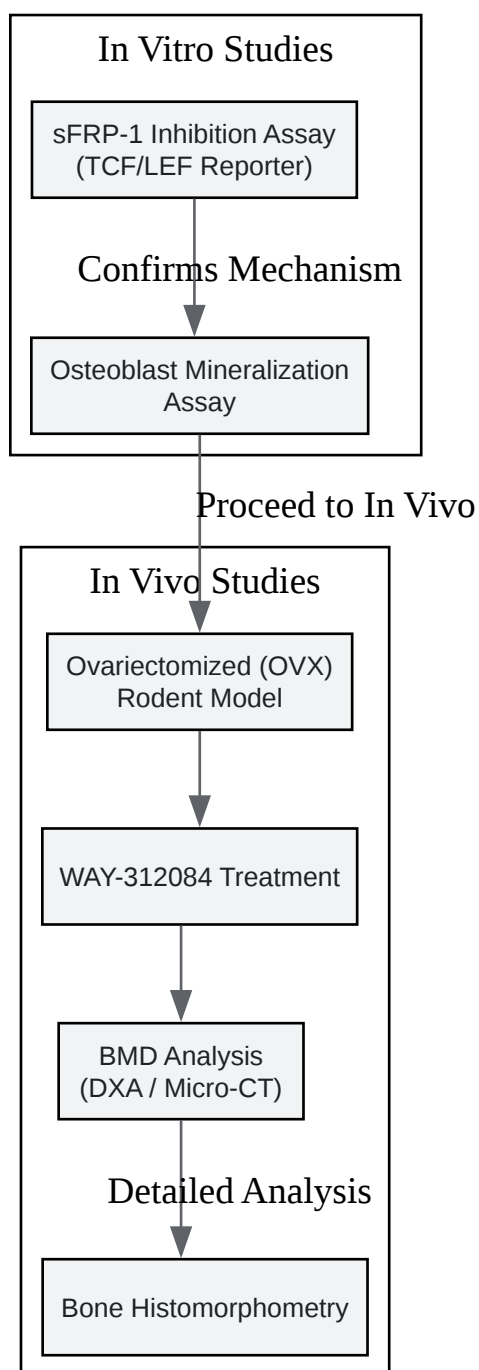 In Vitro Studies
sFRP-1 Inhibition Assay
(TCF/LEF Reporter)
Confirms Mechanism
Osteoblast Mineralization
Assay
Proceed to In Vivo
In Vivo Studies
Ovariectomized (OVX)
Rodent Model
WAY-312084 Treatment
BMD Analysis
(DXA / Micro-CT)
Detailed Analysis
Bone Histomorphometry